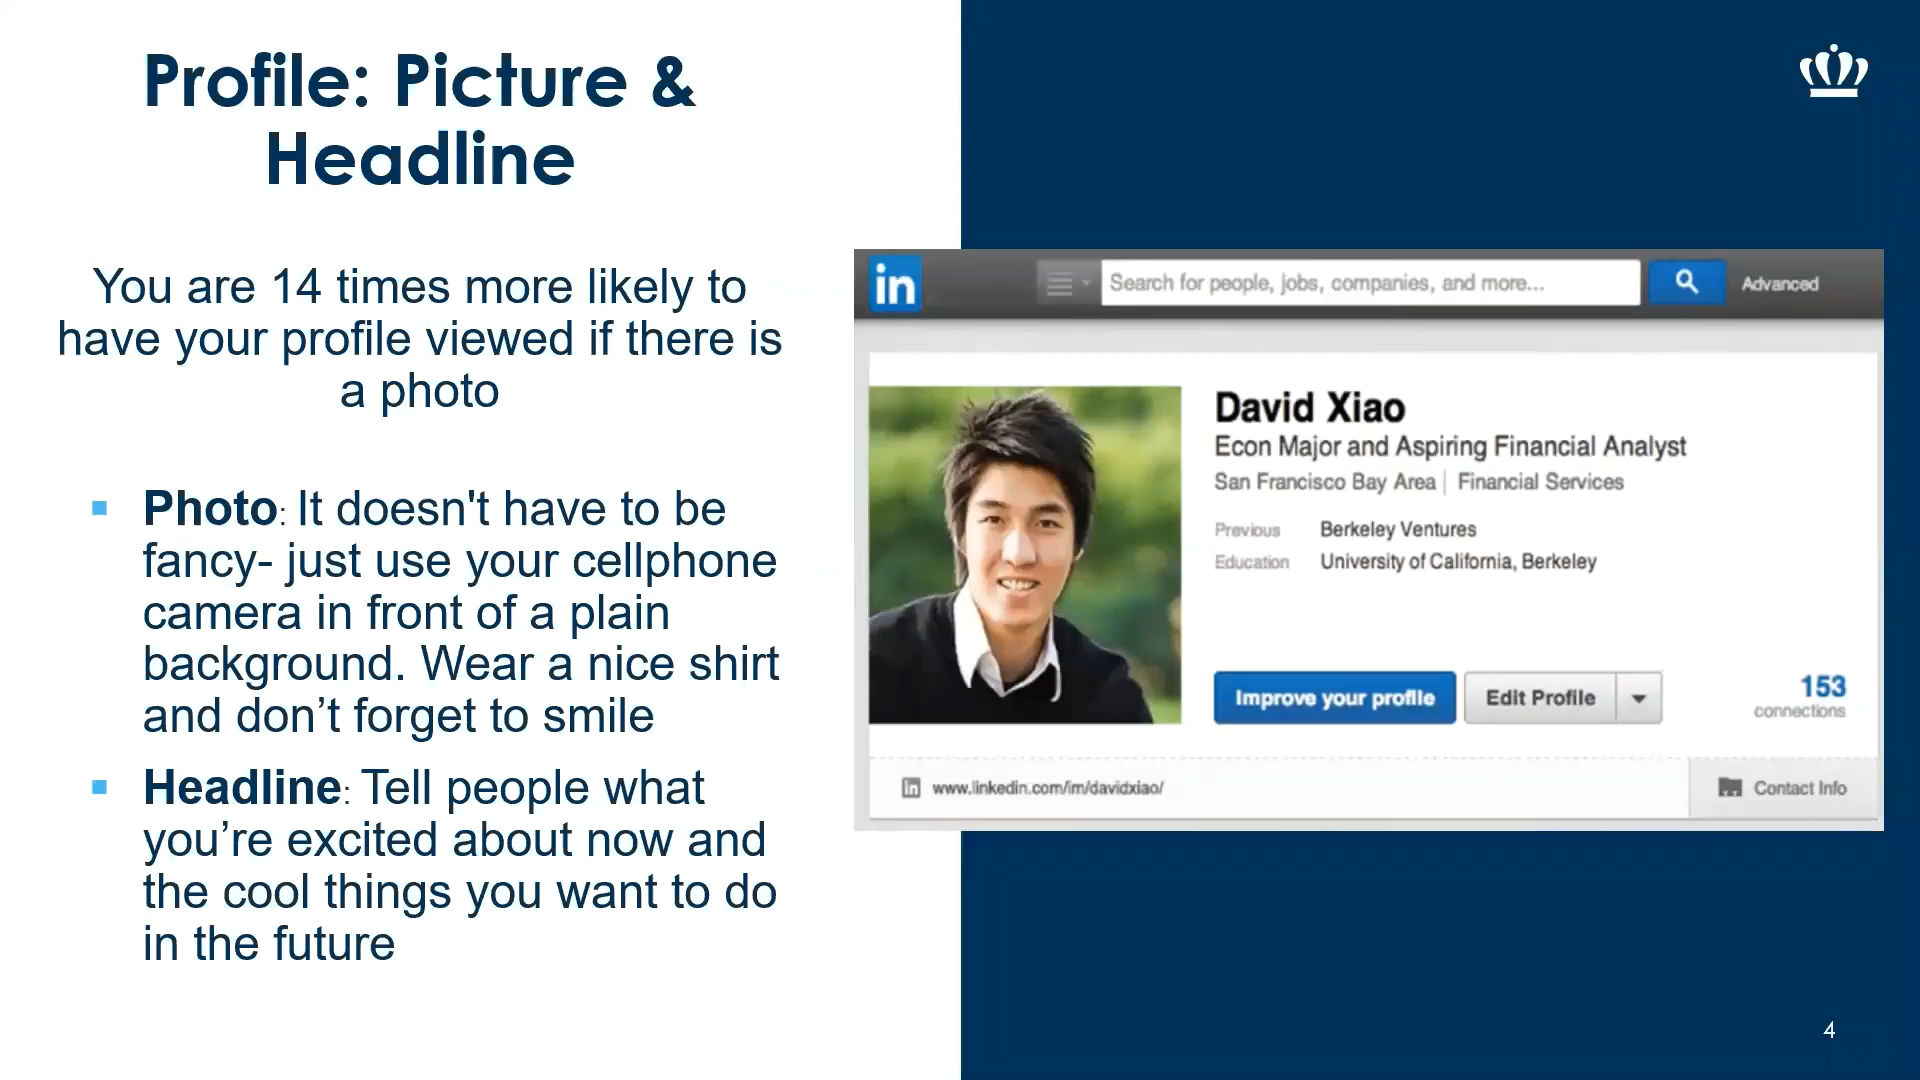 Profile: Picture &
Headline
You are 14 times more likely to
have your profile viewed if there is
a photo
Photo: It doesn't have to be
fancy- just use your cellphone
camera in front of a plain
background. Wear a nice shirt
and don’t forget to smile
Headline: Tell people what
you’re excited about now and
the cool things you want to do
in the future
in
Search for people, jobs, companies, and more...
Advanced
David Xiao
Econ Major and Aspiring Financial Analyst
San Francisco Bay Area | Financial Services
Previous Berkeley Ventures
Education University of California, Berkeley
Improve your profile
Edit Profile
153
connections
in www.linkedin.com/im/davidxiao/
Contact Info
4